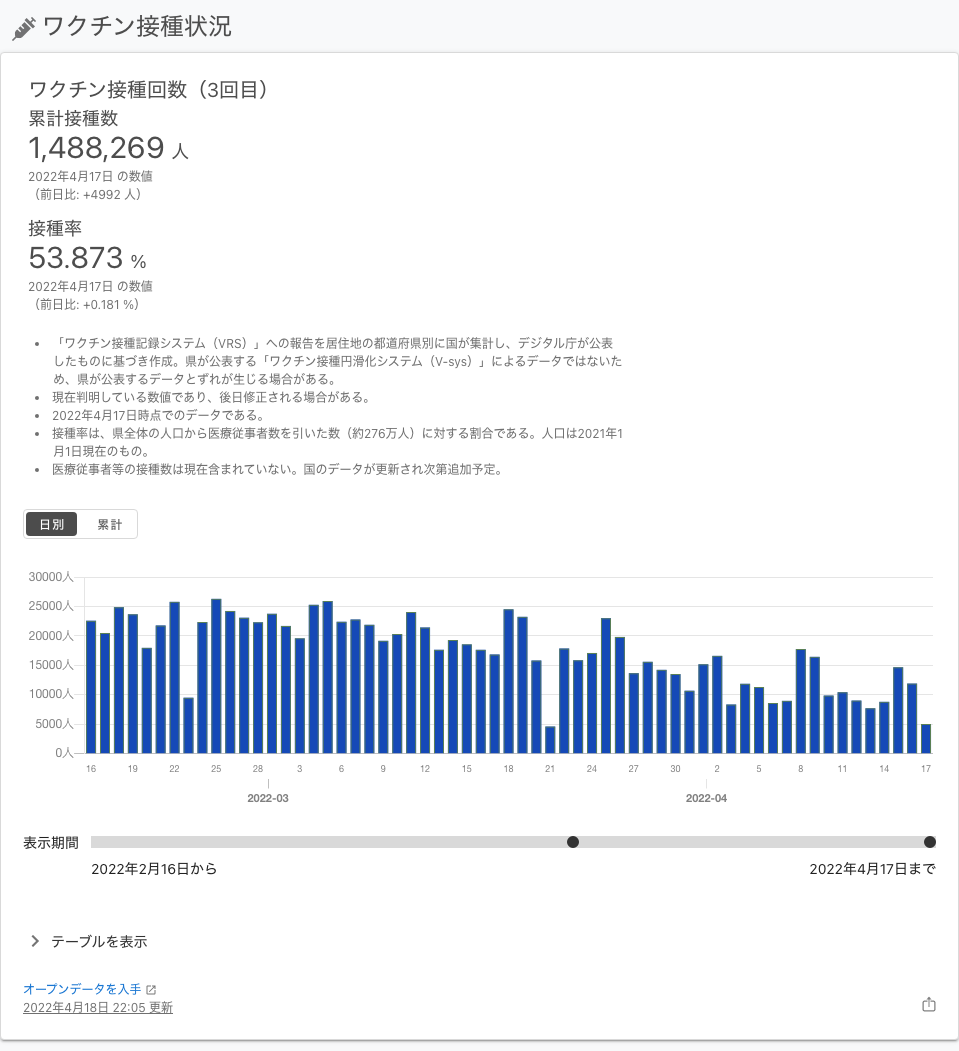 ワクチン接種状況
ワクチン接種回数（3回目）
累計接種数
1,488,269 人
2022年4月17日 の数値
（前日比: +4992 人）
接種率
53.873 %
2022年4月17日 の数値
（前日比: +0.181 %）
• 「ワクチン接種記録システム（VRS）」への報告を居住地の都道府県別に国が集計し、デジタル庁が公表
したものに基づき作成。県が公表する「ワクチン接種円滑化システム（V-sys）」によるデータではないた
め、県が公表するデータとずれが生じる場合がある。
• 現在判明している数値であり、後日修正される場合がある。
• 2022年4月17日時点でのデータである。
• 接種率は、県全体の人口から医療従事者数を引いた数（約276万人）に対する割合である。人口は2021年1
月1日現在のもの。
• 医療従事者等の接種数は現在含まれていない。国のデータが更新され次第追加予定。
日別 累計
30000人
25000人
20000人
15000人
10000人
5000人
0人
16 19 22 25 28 3 6 9 12 15 18 21 24 27 30 2 5 8 11 14 17
2022-03 2022-04
表示期間
2022年2月16日から 2022年4月17日まで
テーブルを表示
オープンデータを入手
2022年4月18日 22:05 更新